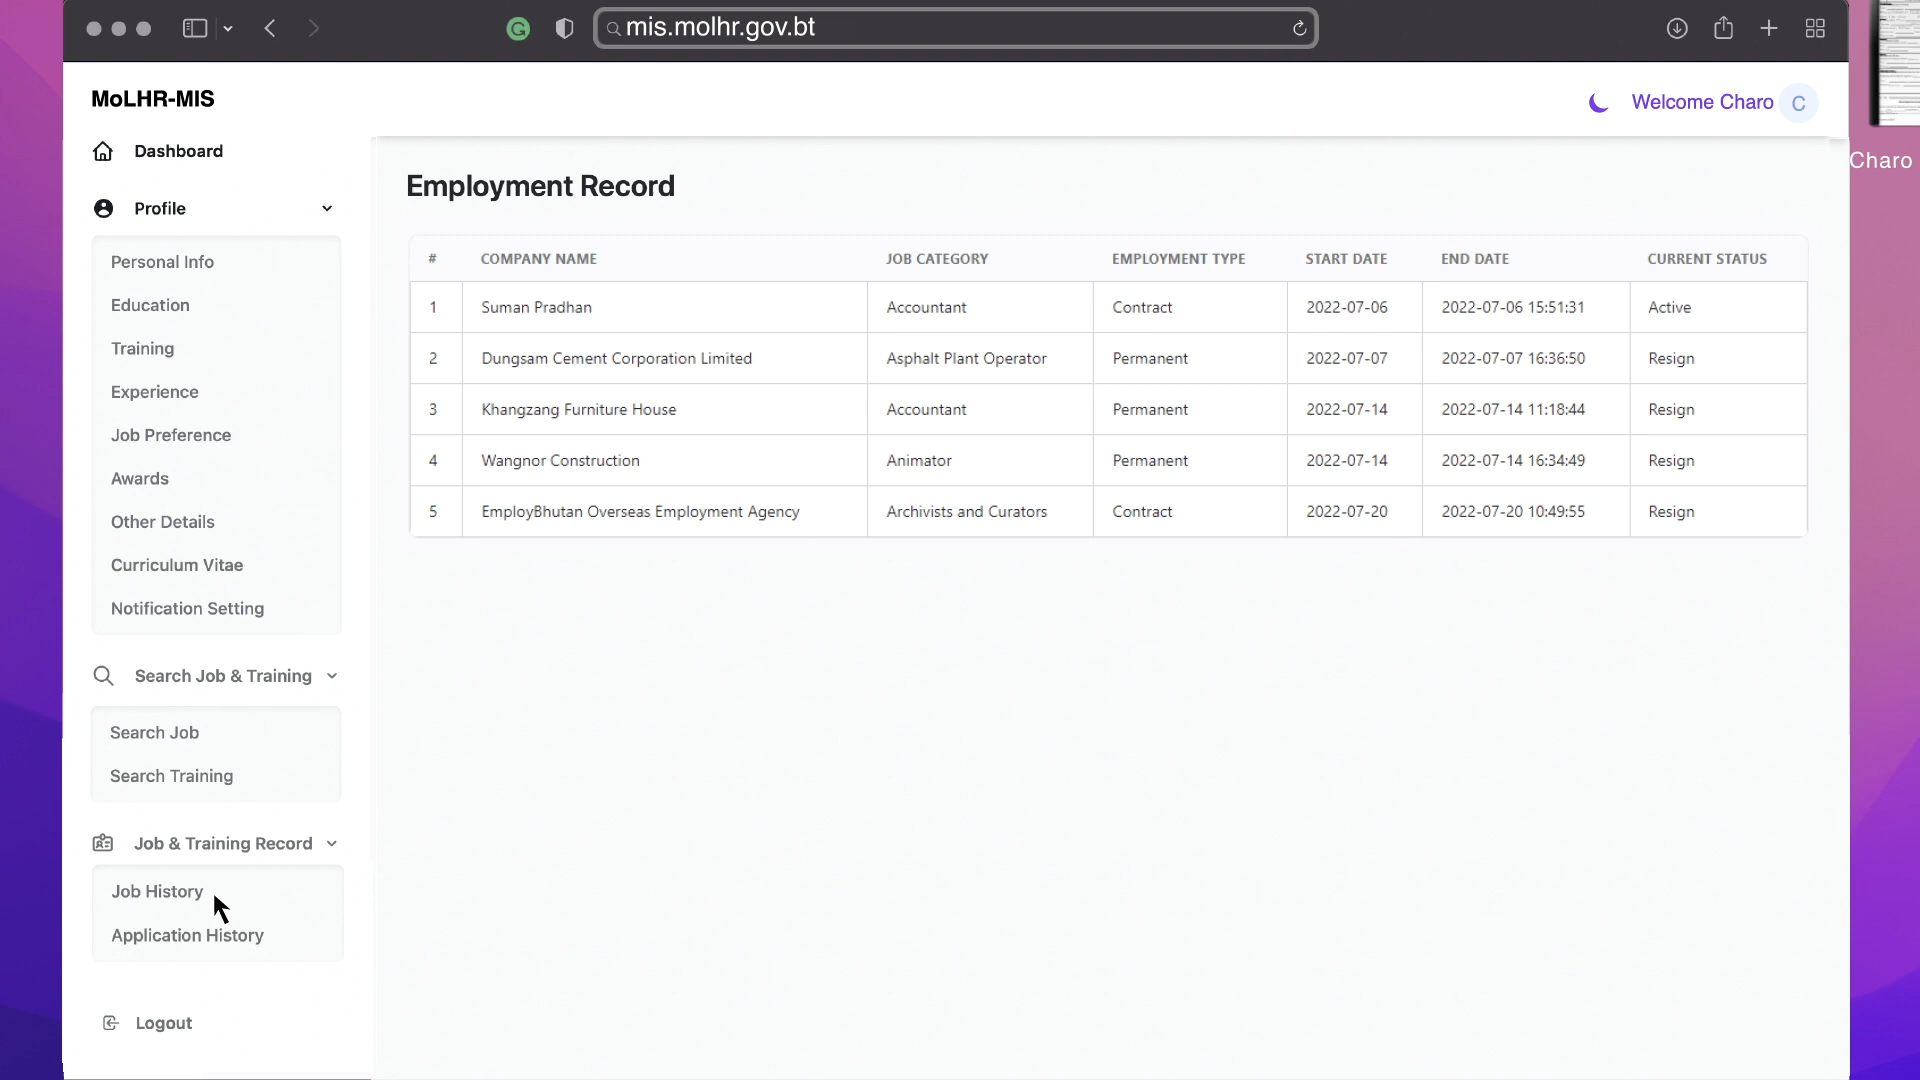 mis.molhr.gov.bt
MoLHR-MIS
Welcome Charo C
Charo
Dashboard
Profile
Personal Info
Education
Training
Experience
Job Preference
Awards
Other Details
Curriculum Vitae
Notification Setting
Search Job & Training
Search Job
Search Training
Job & Training Record
Job History
Application History
Logout
Employment Record
# COMPANY NAME JOB CATEGORY EMPLOYMENT TYPE START DATE END DATE CURRENT STATUS
1 Suman Pradhan Accountant Contract 2022-07-06 2022-07-06 15:51:31 Active
2 Dungsam Cement Corporation Limited Asphalt Plant Operator Permanent 2022-07-07 2022-07-07 16:36:50 Resign
3 Khangzang Furniture House Accountant Permanent 2022-07-14 2022-07-14 11:18:44 Resign
4 Wangnor Construction Animator Permanent 2022-07-14 2022-07-14 16:34:49 Resign
5 EmployBhutan Overseas Employment Agency Archivists and Curators Contract 2022-07-20 2022-07-20 10:49:55 Resign